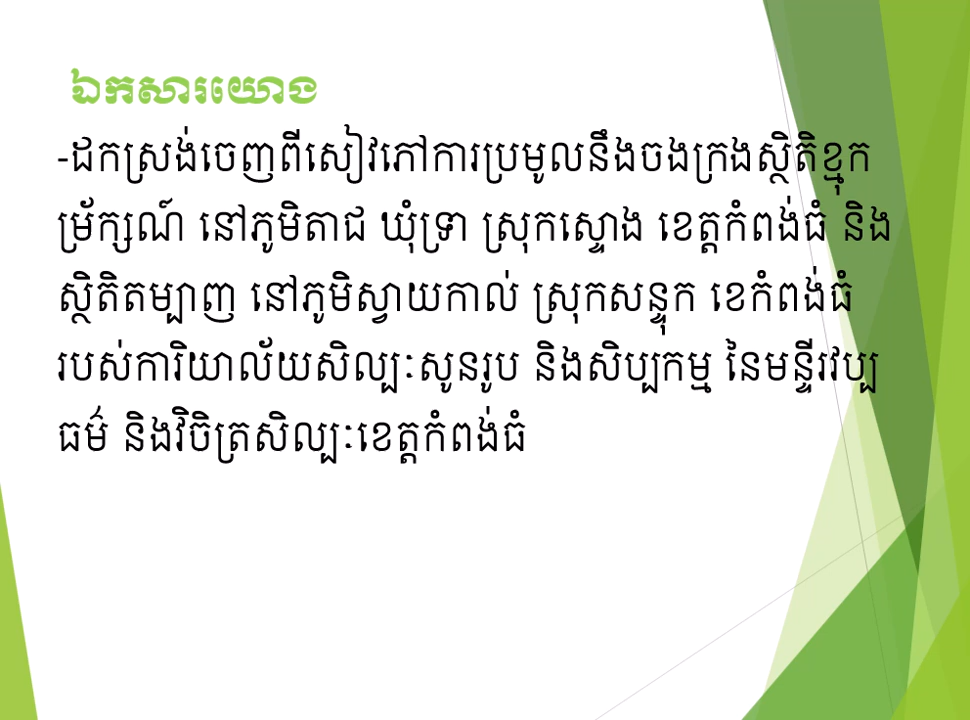 ឯកសារយោង
-ដកស្រង់ចេញពីសៀវភៅការប្រមូលនឹងចងក្រងស្ថិតិខ្មុក
ម្រ័ក្សណ៍ នៅភូមិតាជ ឃុំទ្រា ស្រុកស្ទោង ខេត្តកំពង់ធំ និង
ស្ថិតិតម្បាញ នៅភូមិស្វាយកាល់ ស្រុកសន្ទុក ខេកំពង់ធំ
របស់ការិយាល័យសិល្បៈសូនរូប និងសិប្បកម្ម នៃមន្ទីរវប្ប
ធម៌ និងវិចិត្រសិល្បៈខេត្តកំពង់ធំ